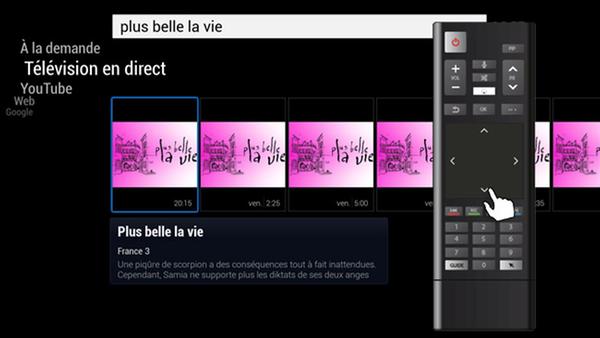 plus belle la vie
À la demande
Télévision en direct
YouTube
Web
Google
plus belle la vie
plus belle la vie
plus belle la vie
plus belle la vie
20:15
ven. 2:25
ven. 5:00
5:35
Plus belle la vie
France 3
Une piqûre de scorpion a des conséquences tout à fait inattendues.
Cependant, Samia ne supporte plus les diktats de ses deux anges
PIP
+
VOL
−
OK
1 2 3
4 5 6
7 8 9
GUIDE 0